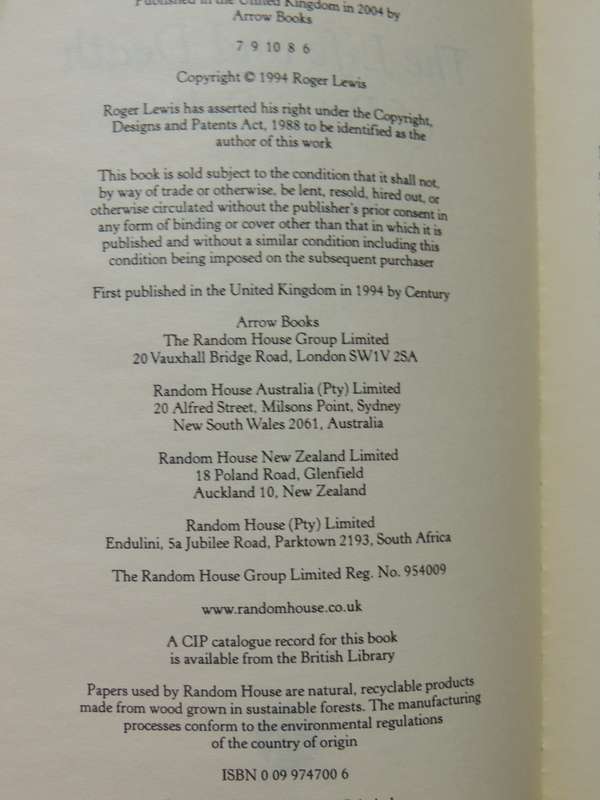 Published in the United Kingdom in 2004 by
Arrow Books
7 9 10 8 6
Copyright © 1994 Roger Lewis
Roger Lewis has asserted his right under the Copyright,
Designs and Patents Act, 1988 to be identified as the
author of this work
This book is sold subject to the condition that it shall not,
by way of trade or otherwise, be lent, resold, hired out, or
otherwise circulated without the publisher's prior consent in
any form of binding or cover other than that in which it is
published and without a similar condition including this
condition being imposed on the subsequent purchaser
First published in the United Kingdom in 1994 by Century
Arrow Books
The Random House Group Limited
20 Vauxhall Bridge Road, London SW1V 2SA
Random House Australia (Pty) Limited
20 Alfred Street, Milsons Point, Sydney
New South Wales 2061, Australia
Random House New Zealand Limited
18 Poland Road, Glenfield
Auckland 10, New Zealand
Random House (Pty) Limited
Endulini, 5a Jubilee Road, Parktown 2193, South Africa
The Random House Group Limited Reg. No. 954009
www.randomhouse.co.uk
A CIP catalogue record for this book
is available from the British Library
Papers used by Random House are natural, recyclable products
made from wood grown in sustainable forests. The manufacturing
processes conform to the environmental regulations
of the country of origin
ISBN 0 09 974700 6